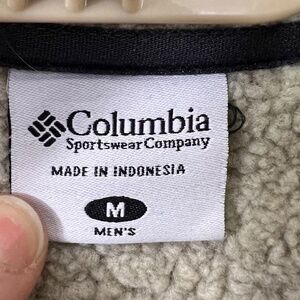 Columbia
Sportswear Company
MADE IN INDONESIA
M
MEN'S